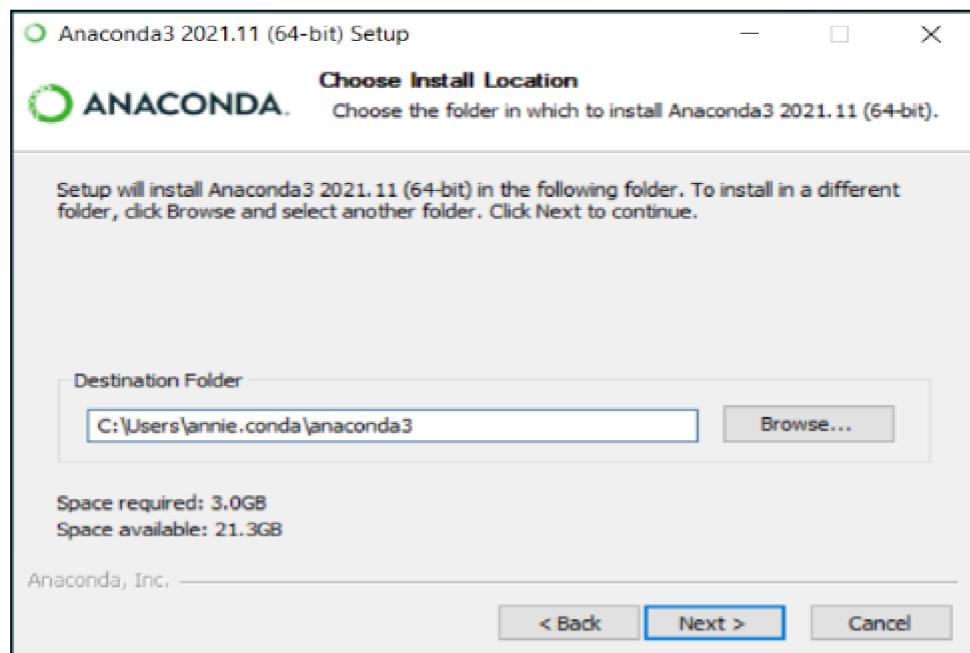 Anaconda3 2021.11 (64-bit) Setup
ANACONDA.
Choose Install Location
Choose the folder in which to install Anaconda3 2021.11 (64-bit).
Setup will install Anaconda3 2021.11 (64-bit) in the following folder. To install in a different
folder, click Browse and select another folder. Click Next to continue.
Destination Folder
C:\Users\annie.conda\anaconda3
Browse...
Space required: 3.0GB
Space available: 21.3GB
Anaconda, Inc.
< Back
Next >
Cancel